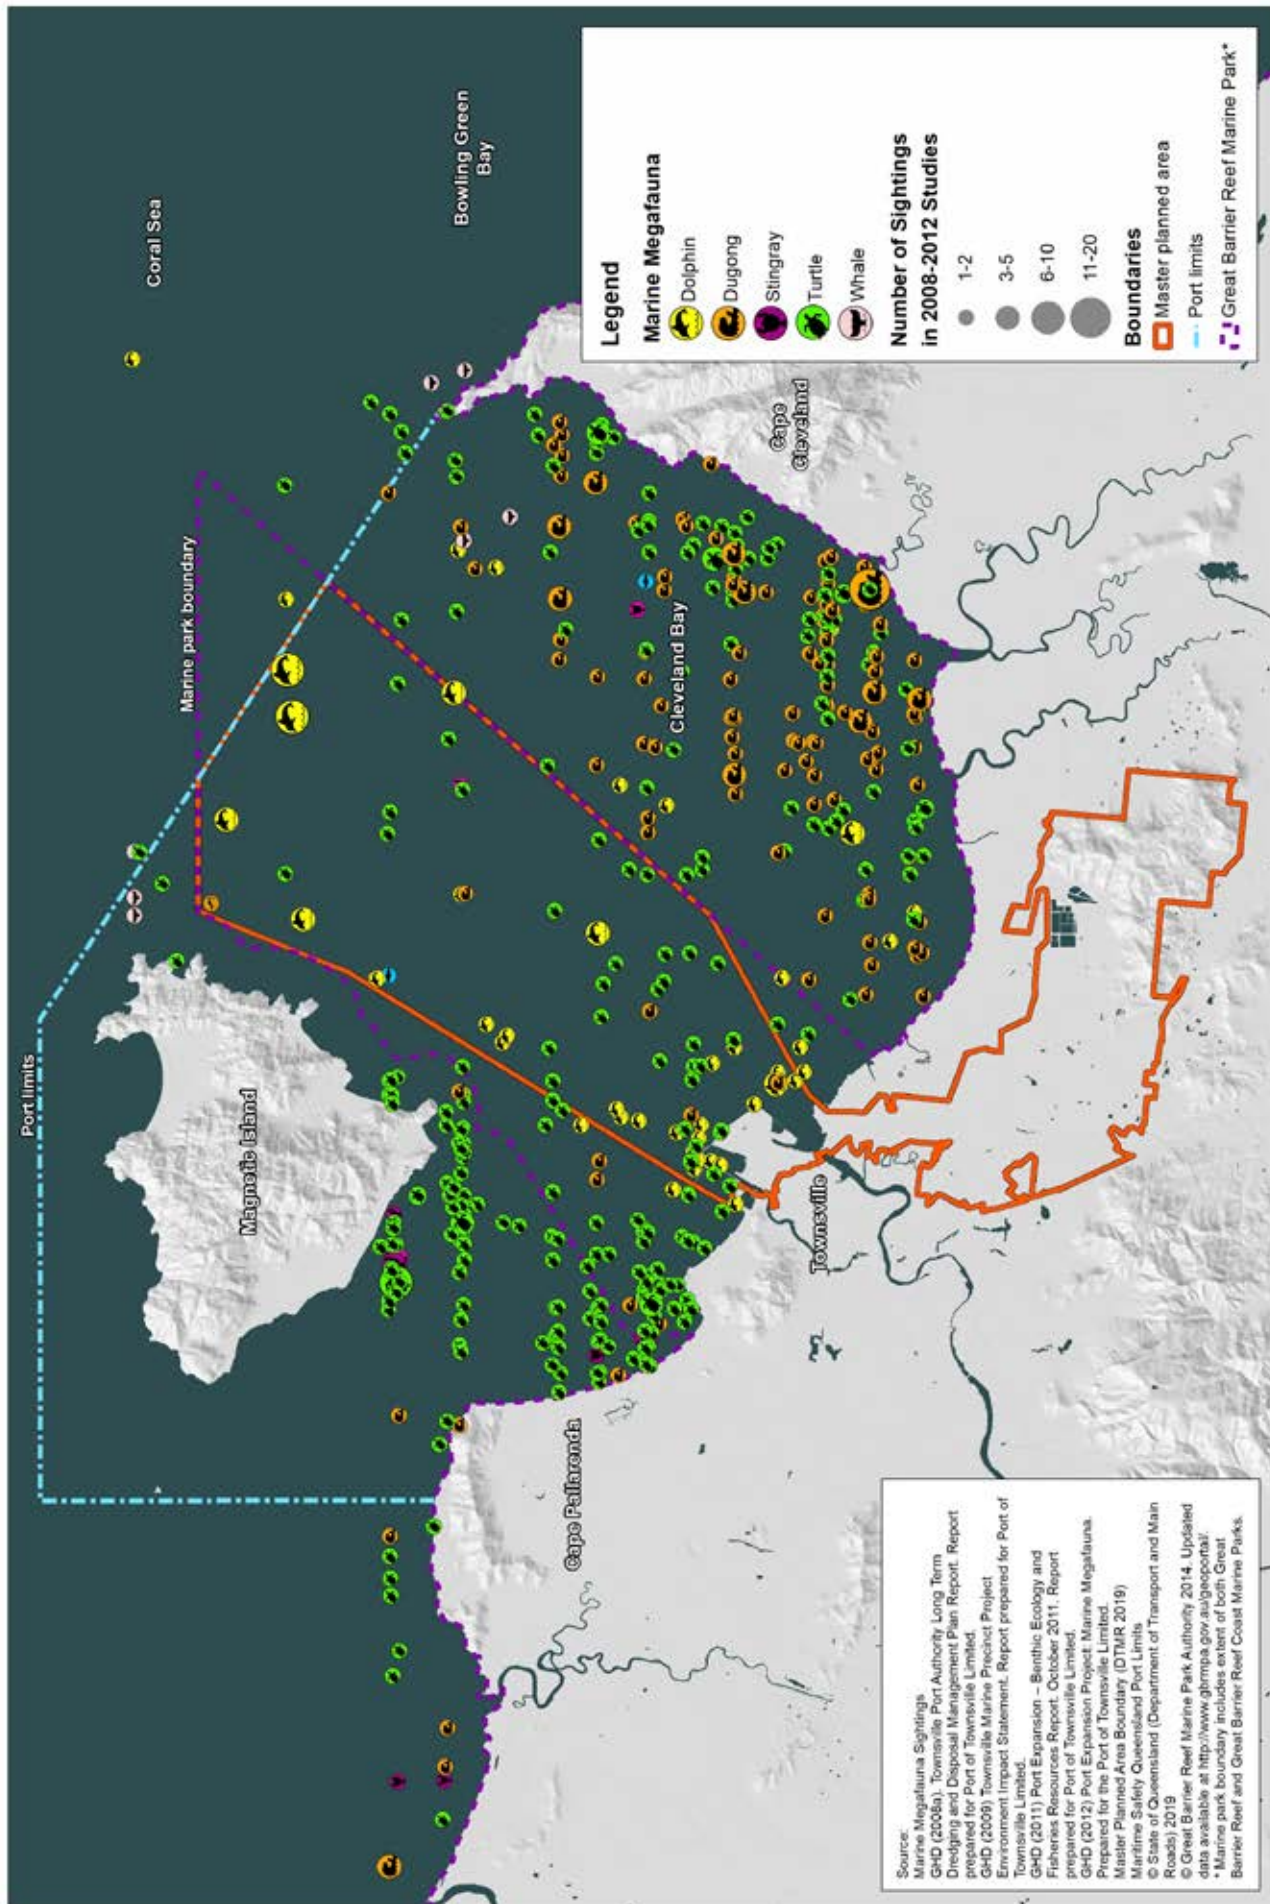 Coral Sea
Bowling Green
Bay
Marine park boundary
Port limits
Magnetic Island
Cleveland Bay
Cape
Cleveland
Townsville
Cape Pallarenda
Legend
Marine Megafauna
Dolphin
Dugong
Stingray
Turtle
Whale
Number of Sightings
in 2008-2012 Studies
1-2
3-5
6-10
11-20
Boundaries
Master planned area
Port limits
Great Barrier Reef Marine Park*
Source:
Marine Megafauna Sightings
GHD (2008a). Townsville Port Authority Long Term
Dredging and Disposal Management Plan Report. Report
prepared for Port of Townsville Limited.
GHD (2009) Townsville Marine Precinct Project
Environment Impact Statement. Report prepared for Port of
Townsville Limited.
GHD (2011) Port Expansion – Benthic Ecology and
Fisheries Resources Report. October 2011. Report
prepared for Port of Townsville Limited.
GHD (2012) Port Expansion Project: Marine Megafauna.
Prepared for the Port of Townsville Limited.
Master Planned Area Boundary (DTMR 2019)
Maritime Safety Queensland Port Limits
© State of Queensland (Department of Transport and Main
Roads) 2019
© Great Barrier Reef Marine Park Authority 2014. Updated
data available at http://www.gbrmpa.gov.au/geoportal/.
* Marine park boundary includes extent of both Great
Barrier Reef and Great Barrier Reef Coast Marine Parks.